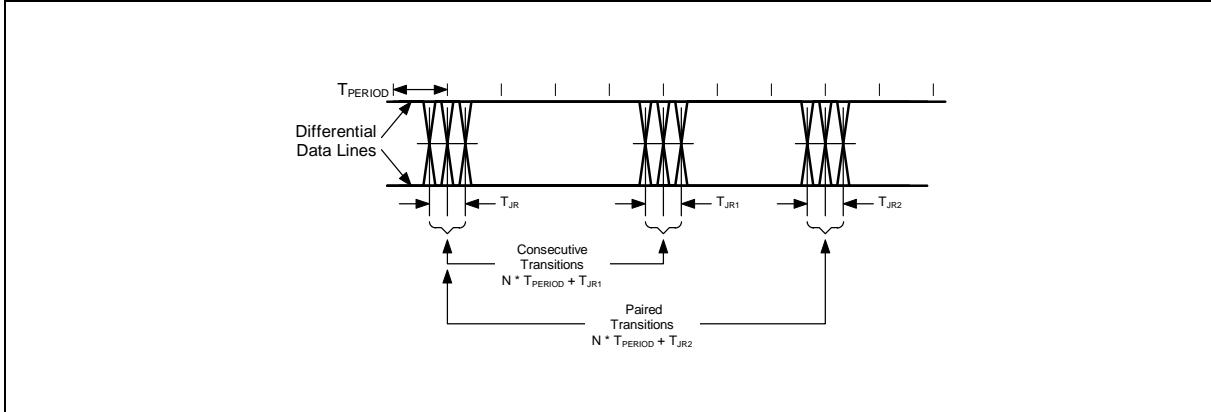 TPERIOD
Differential
Data Lines
TJR
TJR1
TJR2
Consecutive
Transitions
N * TPERIOD + TJR1
Paired
Transitions
N * TPERIOD + TJR2